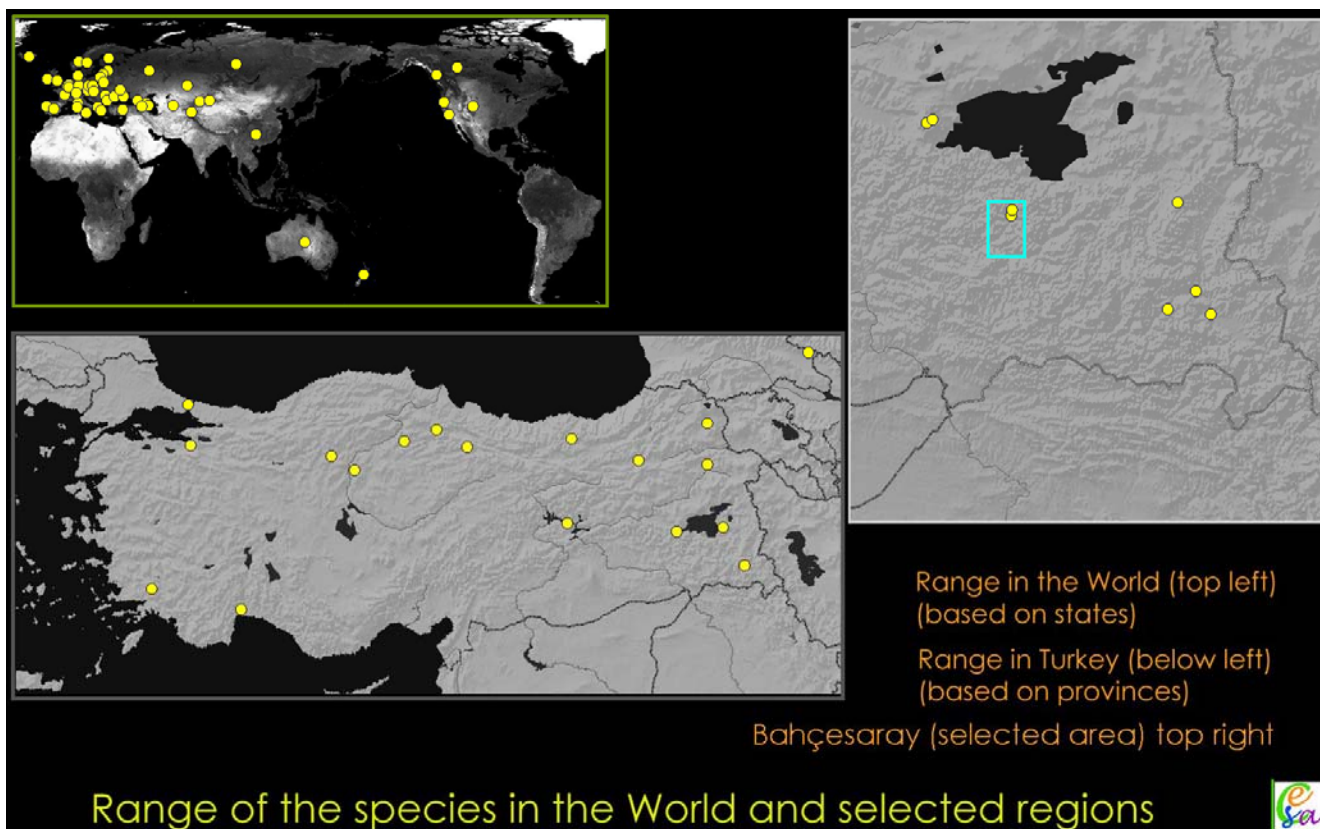 Range in the World (top left)
(based on states)
Range in Turkey (below left)
(based on provinces)
Bahçesaray (selected area) top right
Range of the species in the World and selected regions
esa